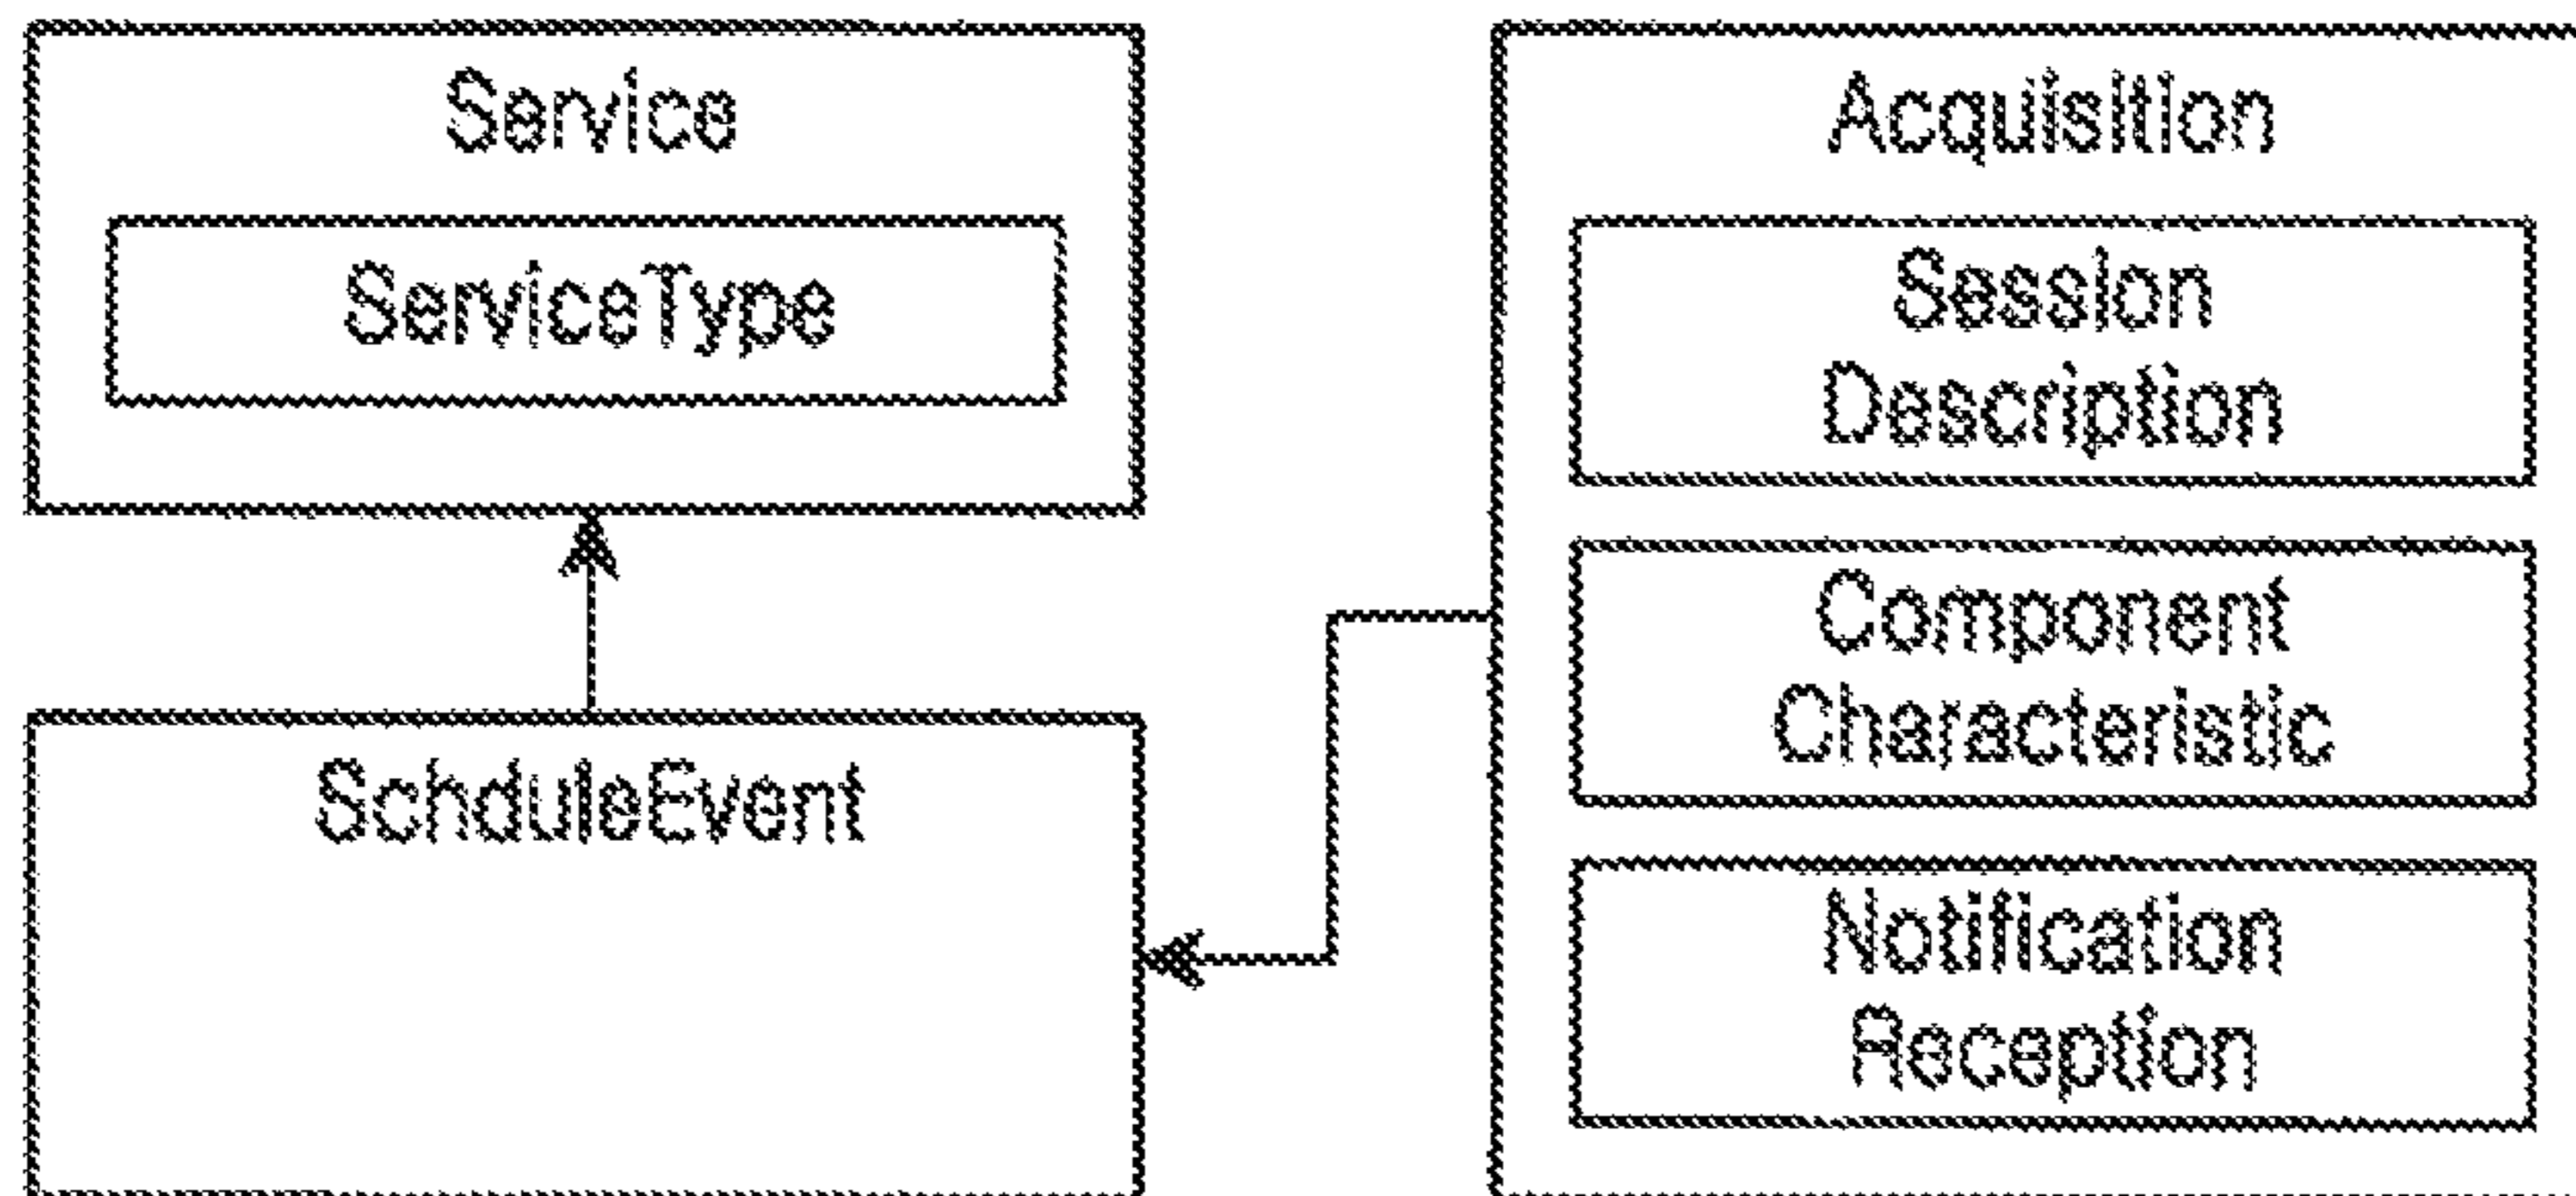 Service
ServiceType
SchduleEvent
Acquisition
Session
Description
Component
Characteristic
Notification
Reception